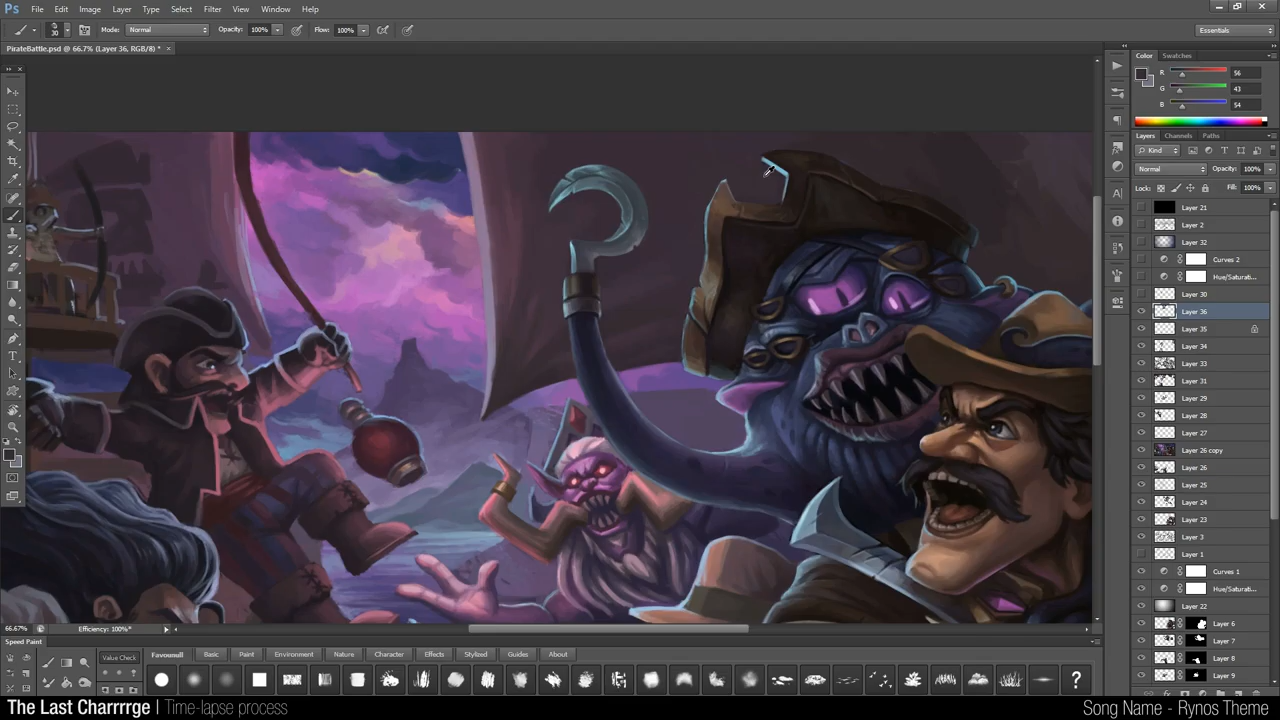 Ps File Edit Image Layer Type Select Filter View Window Help
30 Mode: Normal Opacity: 100% Flow: 100% Essentials
PirateBattle.psd @ 66.7% (Layer 36, RGB/8) * ×
Color Swatches
R 56
G 43
B 54
Layers Channels Paths
Kind
Normal Opacity: 100%
Lock: Fill: 100%
Layer 21
Layer 2
Layer 32
Curves 2
Hue/Saturati...
Layer 30
Layer 36
Layer 35
Layer 34
Layer 33
Layer 31
Layer 29
Layer 28
Layer 27
Layer 26 copy
Layer 26
Layer 25
Layer 24
Layer 23
Layer 3
Layer 1
Curves 1
Hue/Saturati...
Layer 22
Layer 6
Layer 7
Layer 8
Layer 9
66.67% Efficiency: 100%*
Speed Paint
Value Check
Basic Paint Environment Nature Character Effects Stylized Guides About
?
The Last Charrrrge | Time-lapse process
Song Name - Rynos Theme